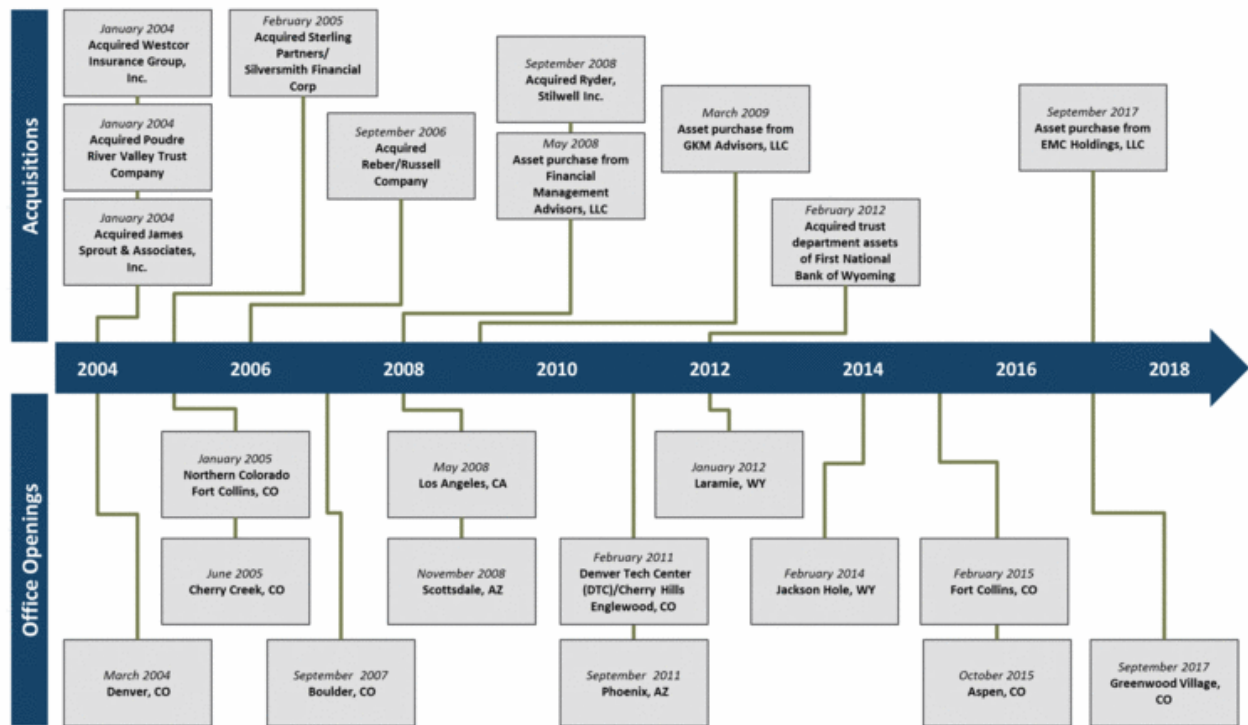 Acquisitions
January 2004
Acquired Westcor
Insurance Group,
Inc.
January 2004
Acquired Poudre
River Valley Trust
Company
January 2004
Acquired James
Sprout & Associates,
Inc.
February 2005
Acquired Sterling
Partners/
Silversmith Financial
Corp
September 2006
Acquired
Reber/Russell
Company
September 2008
Acquired Ryder,
Stilwell Inc.
May 2008
Asset purchase from
Financial
Management
Advisors, LLC
March 2009
Asset purchase from
GKM Advisors, LLC
February 2012
Acquired trust
department assets
of First National
Bank of Wyoming
September 2017
Asset purchase from
EMC Holdings, LLC
2004 2006 2008 2010 2012 2014 2016 2018
Office Openings
March 2004
Denver, CO
January 2005
Northern Colorado
Fort Collins, CO
June 2005
Cherry Creek, CO
September 2007
Boulder, CO
May 2008
Los Angeles, CA
November 2008
Scottsdale, AZ
February 2011
Denver Tech Center
(DTC)/Cherry Hills
Englewood, CO
September 2011
Phoenix, AZ
January 2012
Laramie, WY
February 2014
Jackson Hole, WY
February 2015
Fort Collins, CO
October 2015
Aspen, CO
September 2017
Greenwood Village,
CO